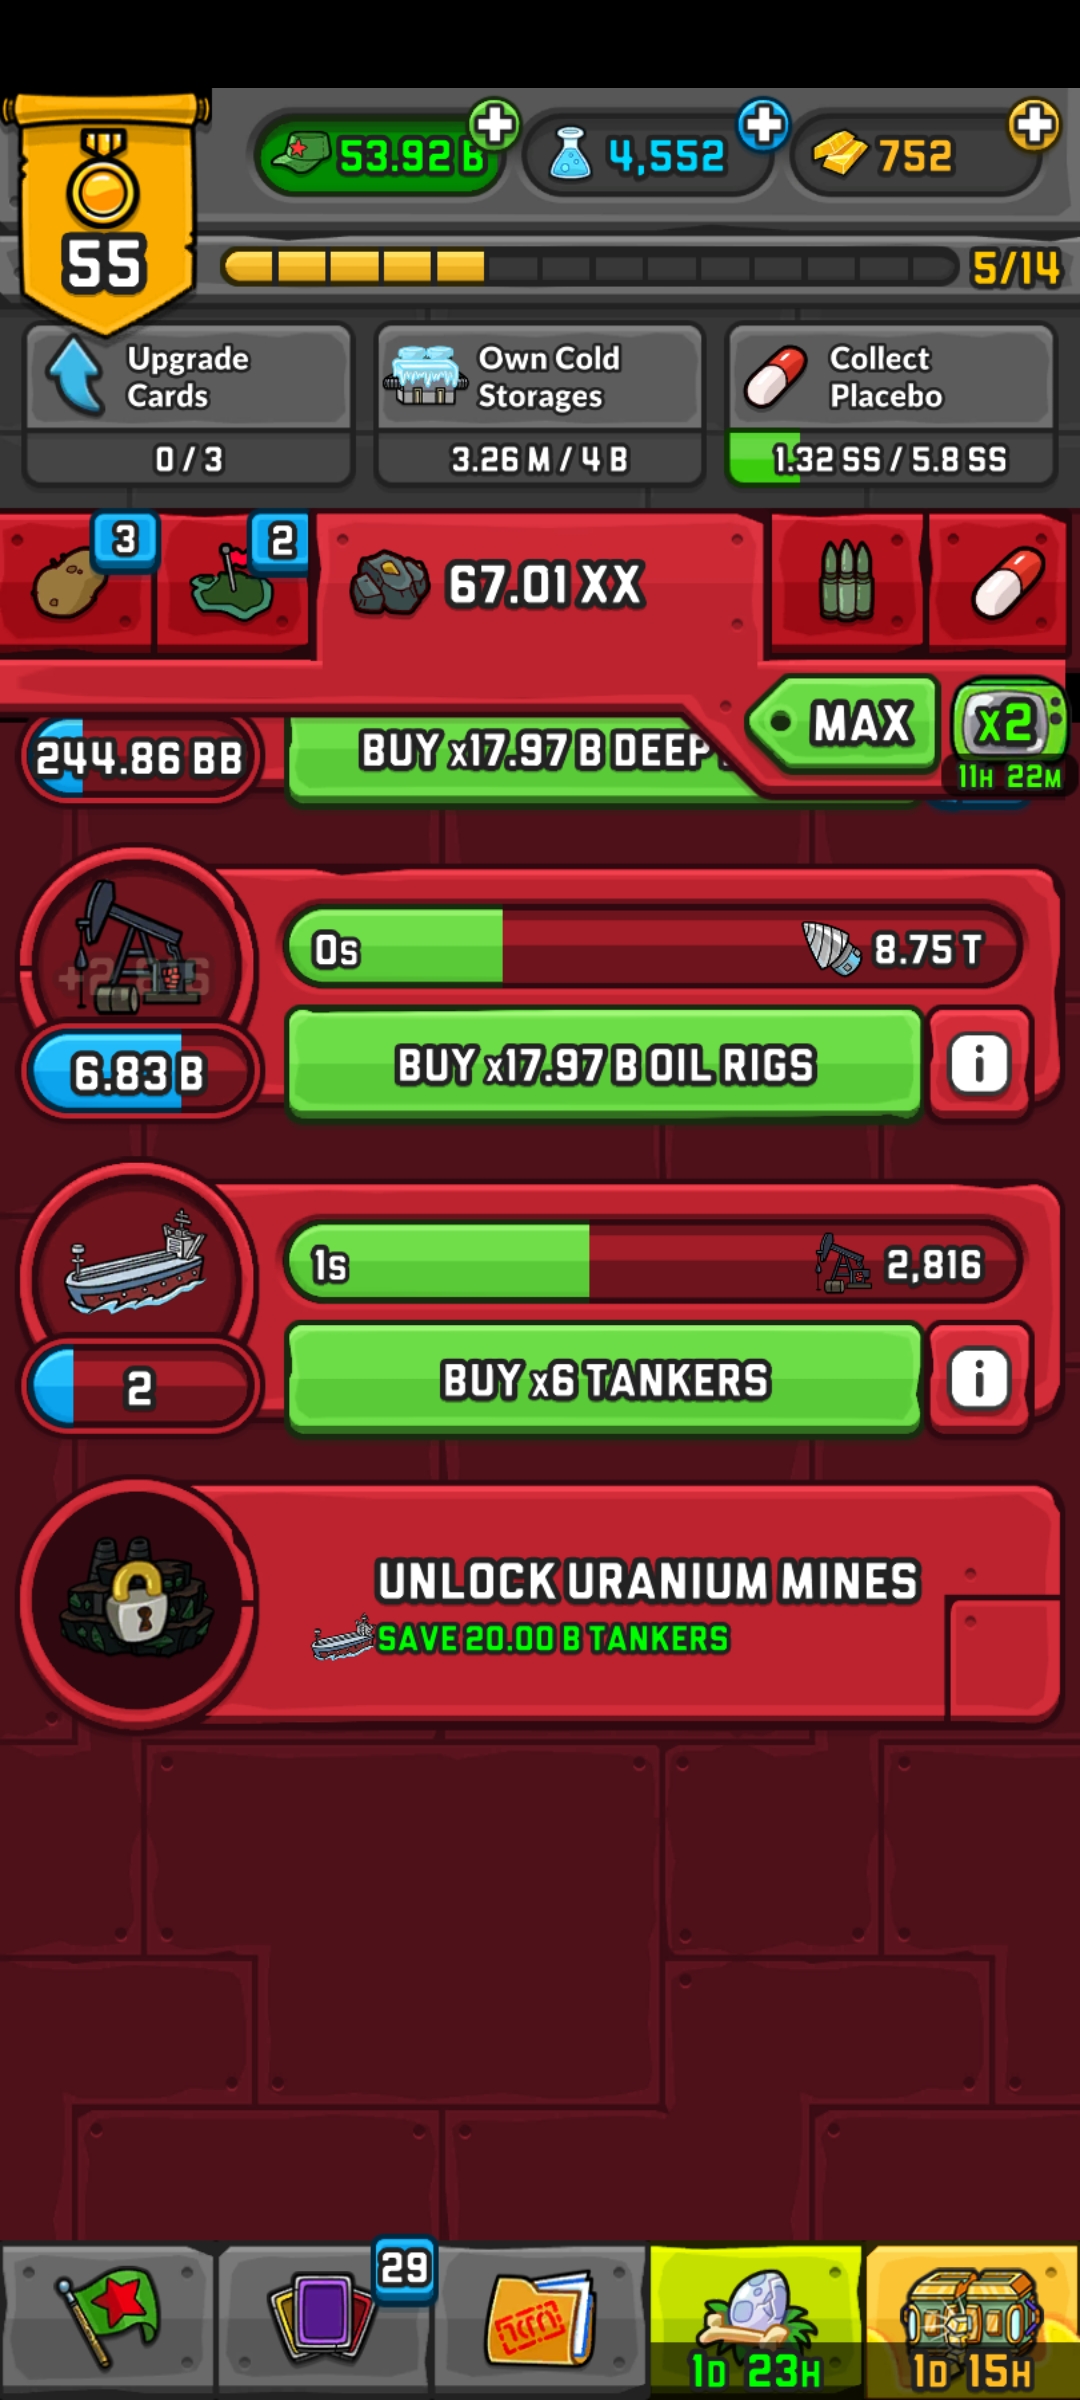 55
53.92 B
4,552
752
5/14
Upgrade
Cards
0 / 3
Own Cold
Storages
3.26 M / 4 B
Collect
Placebo
1.32 SS / 5.8 SS
3
2
67.01 XX
MAX
X2
11H 22M
244.86 BB
BUY x17.97 B DEEP
0s
8.75 T
6.83 B
BUY x17.97 B OIL RIGS
i
1s
2,816
2
BUY x6 TANKERS
i
UNLOCK URANIUM MINES
SAVE 20.00 B TANKERS
29
1D 23H
1D 15H